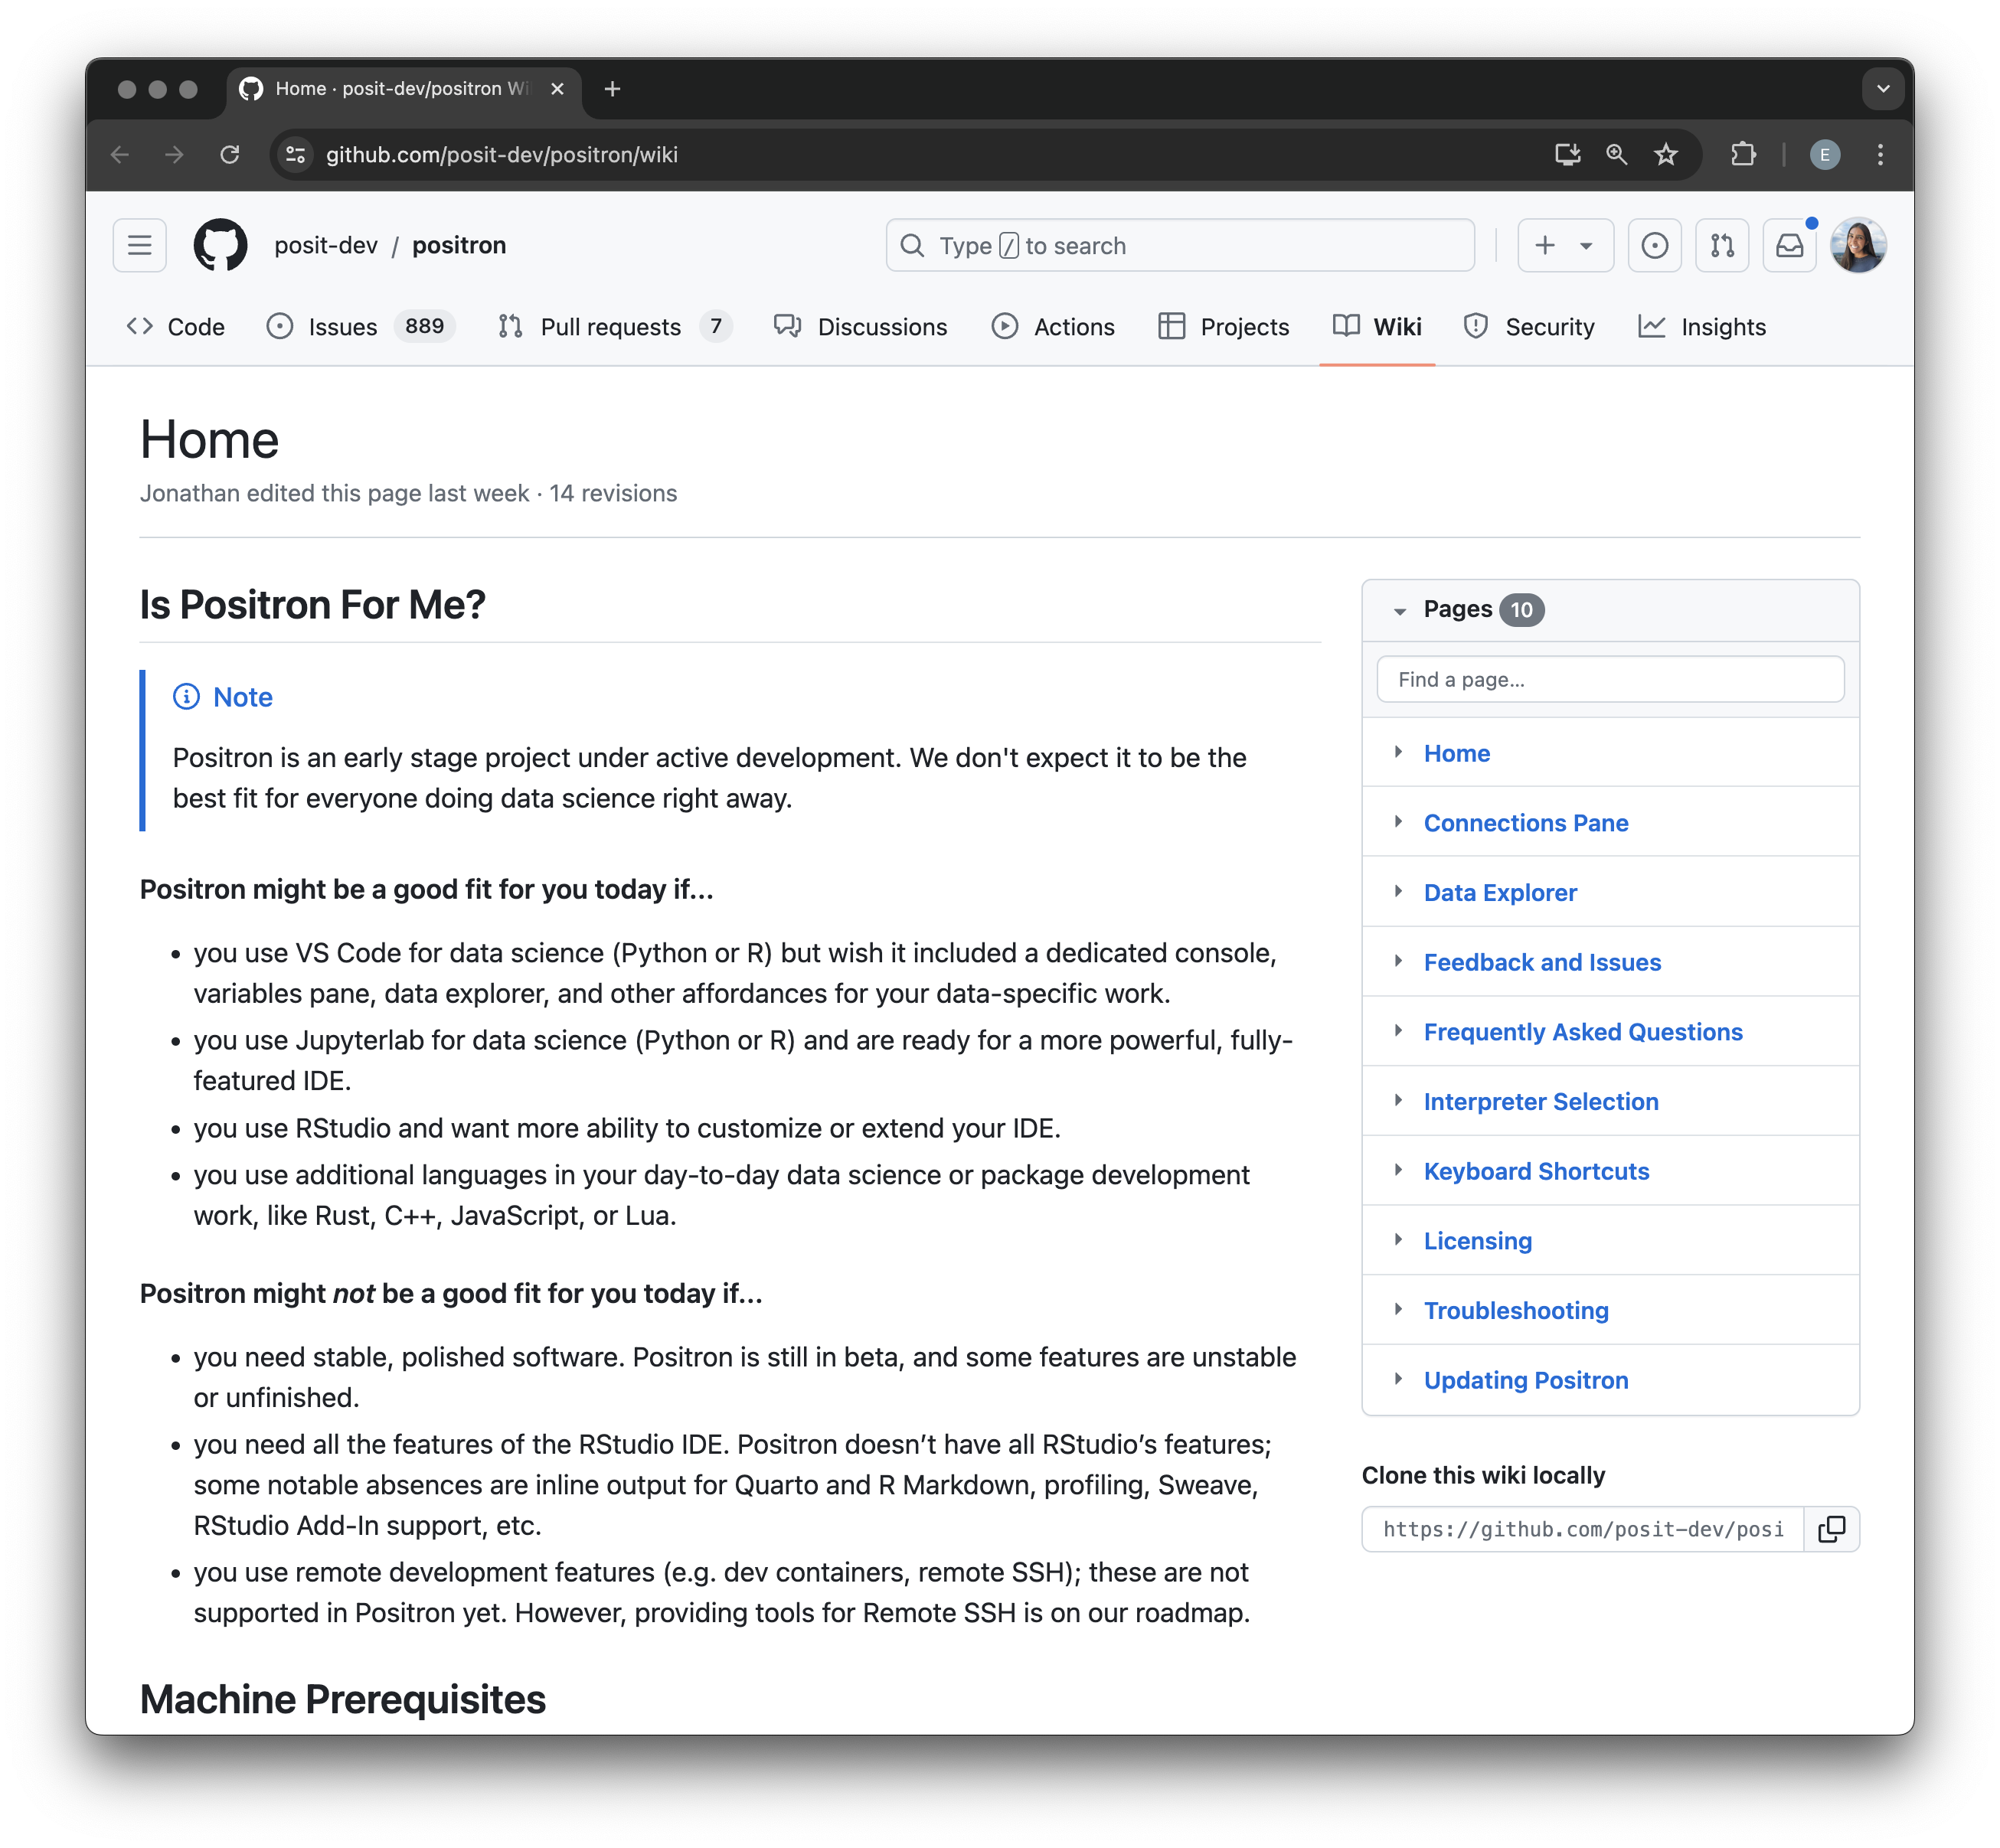 Home · posit-dev/positron Wi
github.com/posit-dev/positron/wiki
E
posit-dev / positron
Type / to search
Code
Issues 889
Pull requests 7
Discussions
Actions
Projects
Wiki
Security
Insights
Home
Jonathan edited this page last week · 14 revisions
Is Positron For Me?
Note
Positron is an early stage project under active development. We don't expect it to be the
best fit for everyone doing data science right away.
Positron might be a good fit for you today if...
• you use VS Code for data science (Python or R) but wish it included a dedicated console,
variables pane, data explorer, and other affordances for your data-specific work.
• you use Jupyterlab for data science (Python or R) and are ready for a more powerful, fully-
featured IDE.
• you use RStudio and want more ability to customize or extend your IDE.
• you use additional languages in your day-to-day data science or package development
work, like Rust, C++, JavaScript, or Lua.
Positron might not be a good fit for you today if...
• you need stable, polished software. Positron is still in beta, and some features are unstable
or unfinished.
• you need all the features of the RStudio IDE. Positron doesn’t have all RStudio’s features;
some notable absences are inline output for Quarto and R Markdown, profiling, Sweave,
RStudio Add-In support, etc.
• you use remote development features (e.g. dev containers, remote SSH); these are not
supported in Positron yet. However, providing tools for Remote SSH is on our roadmap.
Machine Prerequisites
Pages 10
Find a page...
Home
Connections Pane
Data Explorer
Feedback and Issues
Frequently Asked Questions
Interpreter Selection
Keyboard Shortcuts
Licensing
Troubleshooting
Updating Positron
Clone this wiki locally
https://github.com/posit-dev/posi